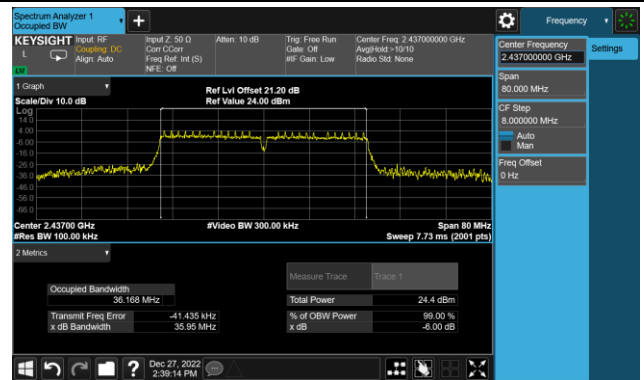 Spectrum Analyzer 1
Occupied BW
+
Frequency
KEYSIGHT
L
Input: RF
Coupling: DC
Align: Auto
Input Z: 50 Ω
Corr CCorr
Freq Ref: Int (S)
NFE: Off
Atten: 10 dB
Trig: Free Run
Gate: Off
#IF Gain: Low
Center Freq: 2.437000000 GHz
Avg|Hold:>10/10
Radio Std: None
LW
Center Frequency
2.437000000 GHz
Settings
Span
80.000 MHz
CF Step
8.000000 MHz
Auto
Man
Freq Offset
0 Hz
1 Graph
Scale/Div 10.0 dB
Ref Lvl Offset 21.20 dB
Ref Value 24.00 dBm
Log
14.0
4.00
-6.00
-16.0
-26.0
-36.0
-46.0
-56.0
-66.0
Center 2.43700 GHz
#Video BW 300.00 kHz
Span 80 MHz
#Res BW 100.00 kHz
Sweep 7.73 ms (2001 pts)
2 Metrics
Measure Trace
Trace 1
Occupied Bandwidth
36.168 MHz
Total Power
24.4 dBm
Transmit Freq Error
-41.435 kHz
% of OBW Power
99.00 %
x dB Bandwidth
35.95 MHz
x dB
-6.00 dB
?
Dec 27, 2022
2:39:14 PM